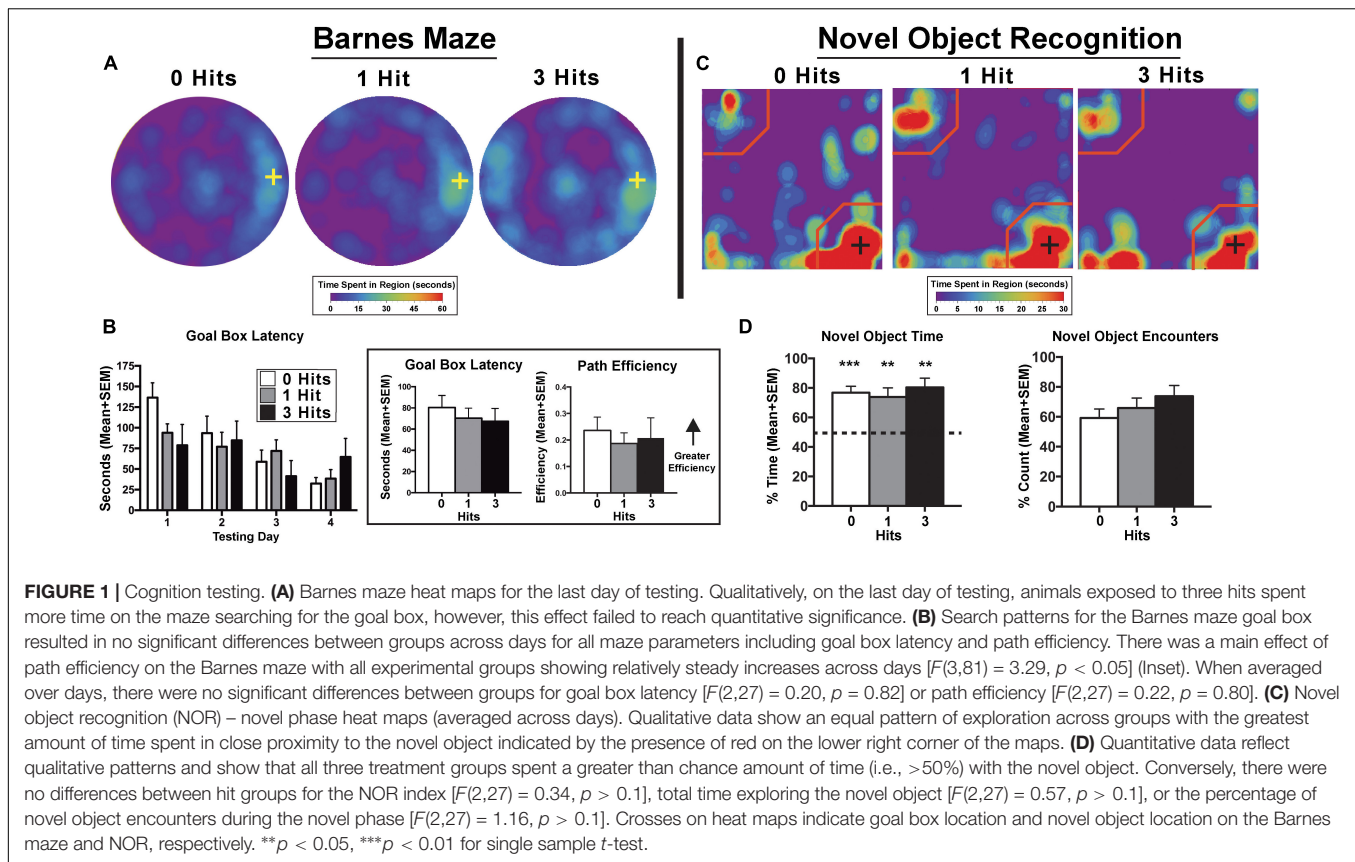 Barnes Maze
Novel Object Recognition
A
0 Hits
1 Hit
3 Hits
Time Spent in Region (seconds)
0 15 30 45 60
C
0 Hits
1 Hit
3 Hits
Time Spent in Region (seconds)
0 5 10 15 20 25 30
B
Goal Box Latency
Seconds (Mean+SEM)
175
150
125
100
75
50
25
0
1 2 3 4
Testing Day
0 Hits
1 Hit
3 Hits
Goal Box Latency
Seconds (Mean+SEM)
100
80
60
40
20
0
0 1 3
Hits
Path Efficiency
Efficiency (Mean+SEM)
0.4
0.3
0.2
0.1
0.0
0 1 3
Hits
Greater
Efficiency
D
Novel Object Time
% Time (Mean+SEM)
100
80
60
40
20
0
*** ** **
0 1 3
Hits
Novel Object Encounters
% Count (Mean+SEM)
100
80
60
40
20
0
0 1 3
Hits
FIGURE 1 | Cognition testing. (A) Barnes maze heat maps for the last day of testing. Qualitatively, on the last day of testing, animals exposed to three hits spent
more time on the maze searching for the goal box, however, this effect failed to reach quantitative significance. (B) Search patterns for the Barnes maze goal box
resulted in no significant differences between groups across days for all maze parameters including goal box latency and path efficiency. There was a main effect of
path efficiency on the Barnes maze with all experimental groups showing relatively steady increases across days [F(3,81) = 3.29, p < 0.05] (Inset). When averaged
over days, there were no significant differences between groups for goal box latency [F(2,27) = 0.20, p = 0.82] or path efficiency [F(2,27) = 0.22, p = 0.80]. (C) Novel
object recognition (NOR) – novel phase heat maps (averaged across days). Qualitative data show an equal pattern of exploration across groups with the greatest
amount of time spent in close proximity to the novel object indicated by the presence of red on the lower right corner of the maps. (D) Quantitative data reflect
qualitative patterns and show that all three treatment groups spent a greater than chance amount of time (i.e., >50%) with the novel object. Conversely, there were
no differences between hit groups for the NOR index [F(2,27) = 0.34, p > 0.1], total time exploring the novel object [F(2,27) = 0.57, p > 0.1], or the percentage of
novel object encounters during the novel phase [F(2,27) = 1.16, p > 0.1]. Crosses on heat maps indicate goal box location and novel object location on the Barnes
maze and NOR, respectively. **p < 0.05, ***p < 0.01 for single sample t-test.